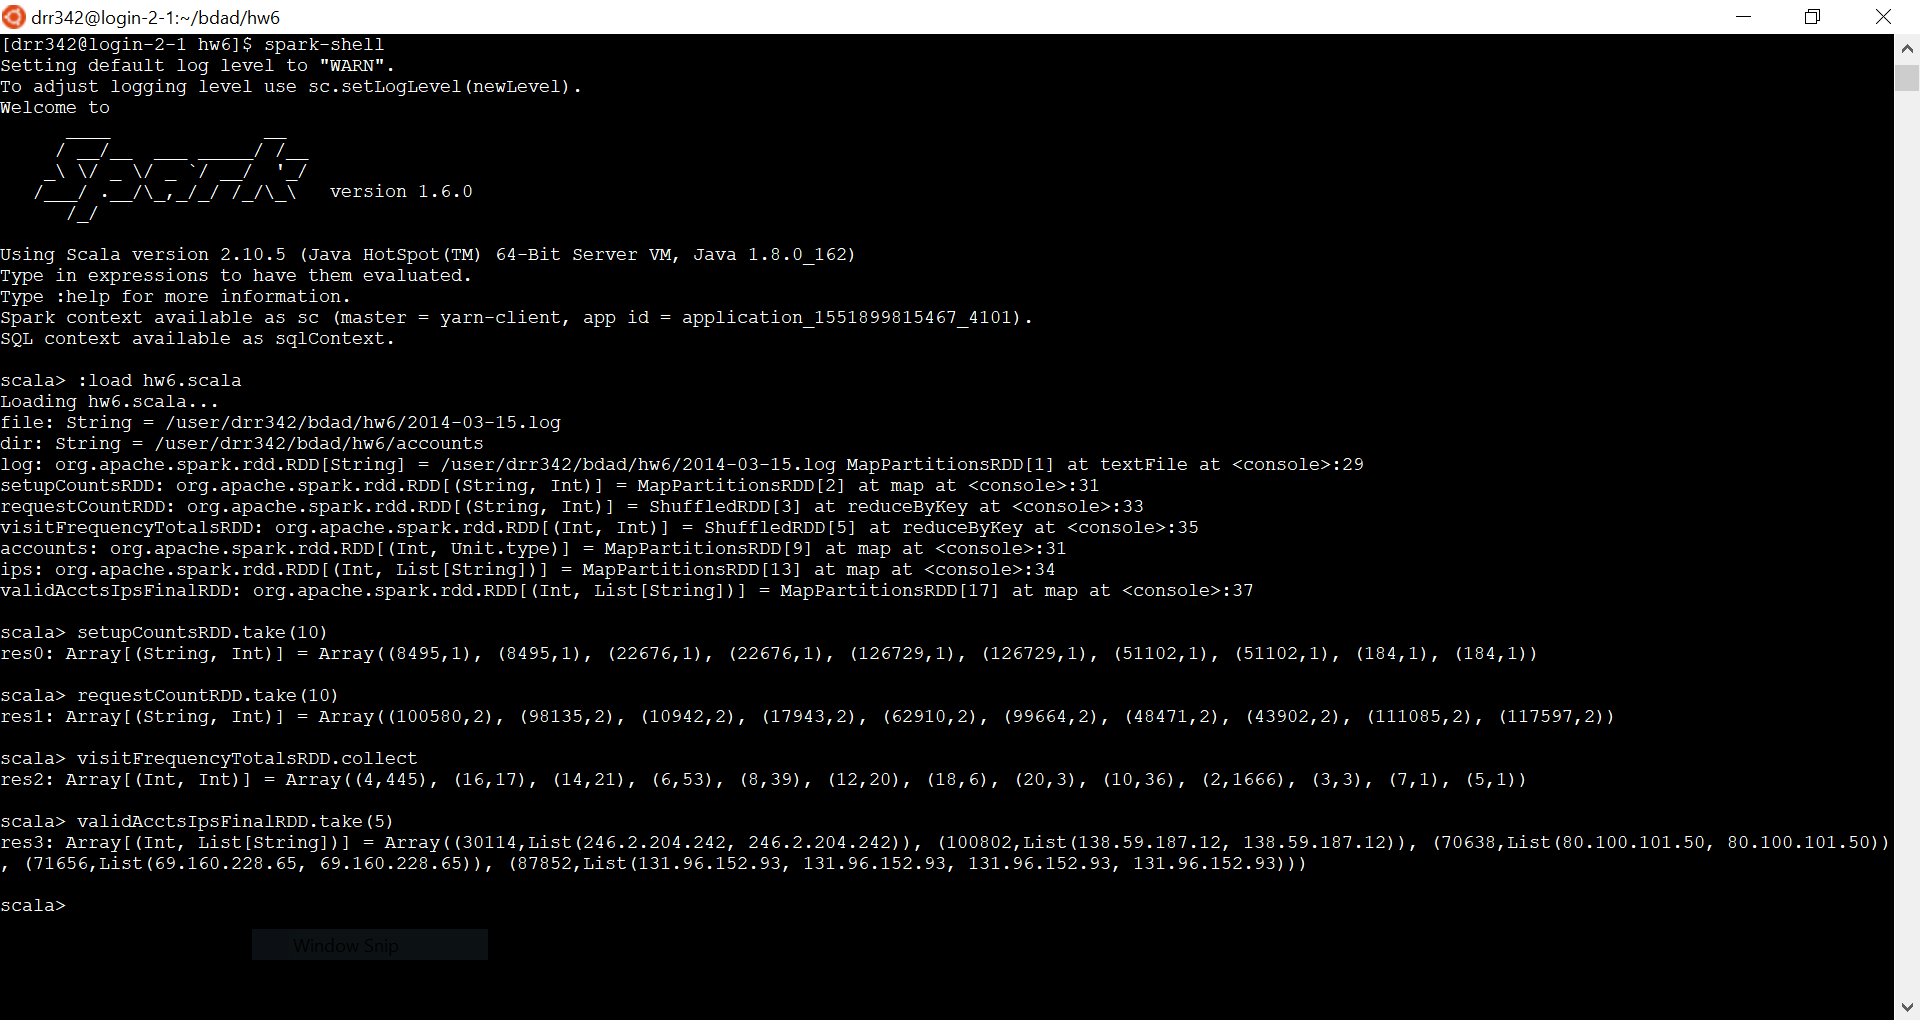 drr342@login-2-1:~/bdad/hw6
[drr342@login-2-1 hw6]$ spark-shell
Setting default log level to "WARN".
To adjust logging level use sc.setLogLevel(newLevel).
Welcome to
      ____              __
     / __/__  ___ _____/ /__
    _\ \/ _ \/ _ `/ __/  '_/
   /___/ .__/\_,_/_/ /_/\_\   version 1.6.0
      /_/
Using Scala version 2.10.5 (Java HotSpot(TM) 64-Bit Server VM, Java 1.8.0_162)
Type in expressions to have them evaluated.
Type :help for more information.
Spark context available as sc (master = yarn-client, app id = application_1551899815467_4101).
SQL context available as sqlContext.
scala> :load hw6.scala
Loading hw6.scala...
file: String = /user/drr342/bdad/hw6/2014-03-15.log
dir: String = /user/drr342/bdad/hw6/accounts
log: org.apache.spark.rdd.RDD[String] = /user/drr342/bdad/hw6/2014-03-15.log MapPartitionsRDD[1] at textFile at <console>:29
setupCountsRDD: org.apache.spark.rdd.RDD[(String, Int)] = MapPartitionsRDD[2] at map at <console>:31
requestCountRDD: org.apache.spark.rdd.RDD[(String, Int)] = ShuffledRDD[3] at reduceByKey at <console>:33
visitFrequencyTotalsRDD: org.apache.spark.rdd.RDD[(Int, Int)] = ShuffledRDD[5] at reduceByKey at <console>:35
accounts: org.apache.spark.rdd.RDD[(Int, Unit.type)] = MapPartitionsRDD[9] at map at <console>:31
ips: org.apache.spark.rdd.RDD[(Int, List[String])] = MapPartitionsRDD[13] at map at <console>:34
validAcctsIpsFinalRDD: org.apache.spark.rdd.RDD[(Int, List[String])] = MapPartitionsRDD[17] at map at <console>:37
scala> setupCountsRDD.take(10)
res0: Array[(String, Int)] = Array((8495,1), (8495,1), (22676,1), (22676,1), (126729,1), (126729,1), (51102,1), (51102,1), (184,1), (184,1))
scala> requestCountRDD.take(10)
res1: Array[(String, Int)] = Array((100580,2), (98135,2), (10942,2), (17943,2), (62910,2), (99664,2), (48471,2), (43902,2), (111085,2), (117597,2))
scala> visitFrequencyTotalsRDD.collect
res2: Array[(Int, Int)] = Array((4,445), (16,17), (14,21), (6,53), (8,39), (12,20), (18,6), (20,3), (10,36), (2,1666), (3,3), (7,1), (5,1))
scala> validAcctsIpsFinalRDD.take(5)
res3: Array[(Int, List[String])] = Array((30114,List(246.2.204.242, 246.2.204.242)), (100802,List(138.59.187.12, 138.59.187.12)), (70638,List(80.100.101.50, 80.100.101.50))
, (71656,List(69.160.228.65, 69.160.228.65)), (87852,List(131.96.152.93, 131.96.152.93, 131.96.152.93, 131.96.152.93)))
scala>
Window Snip